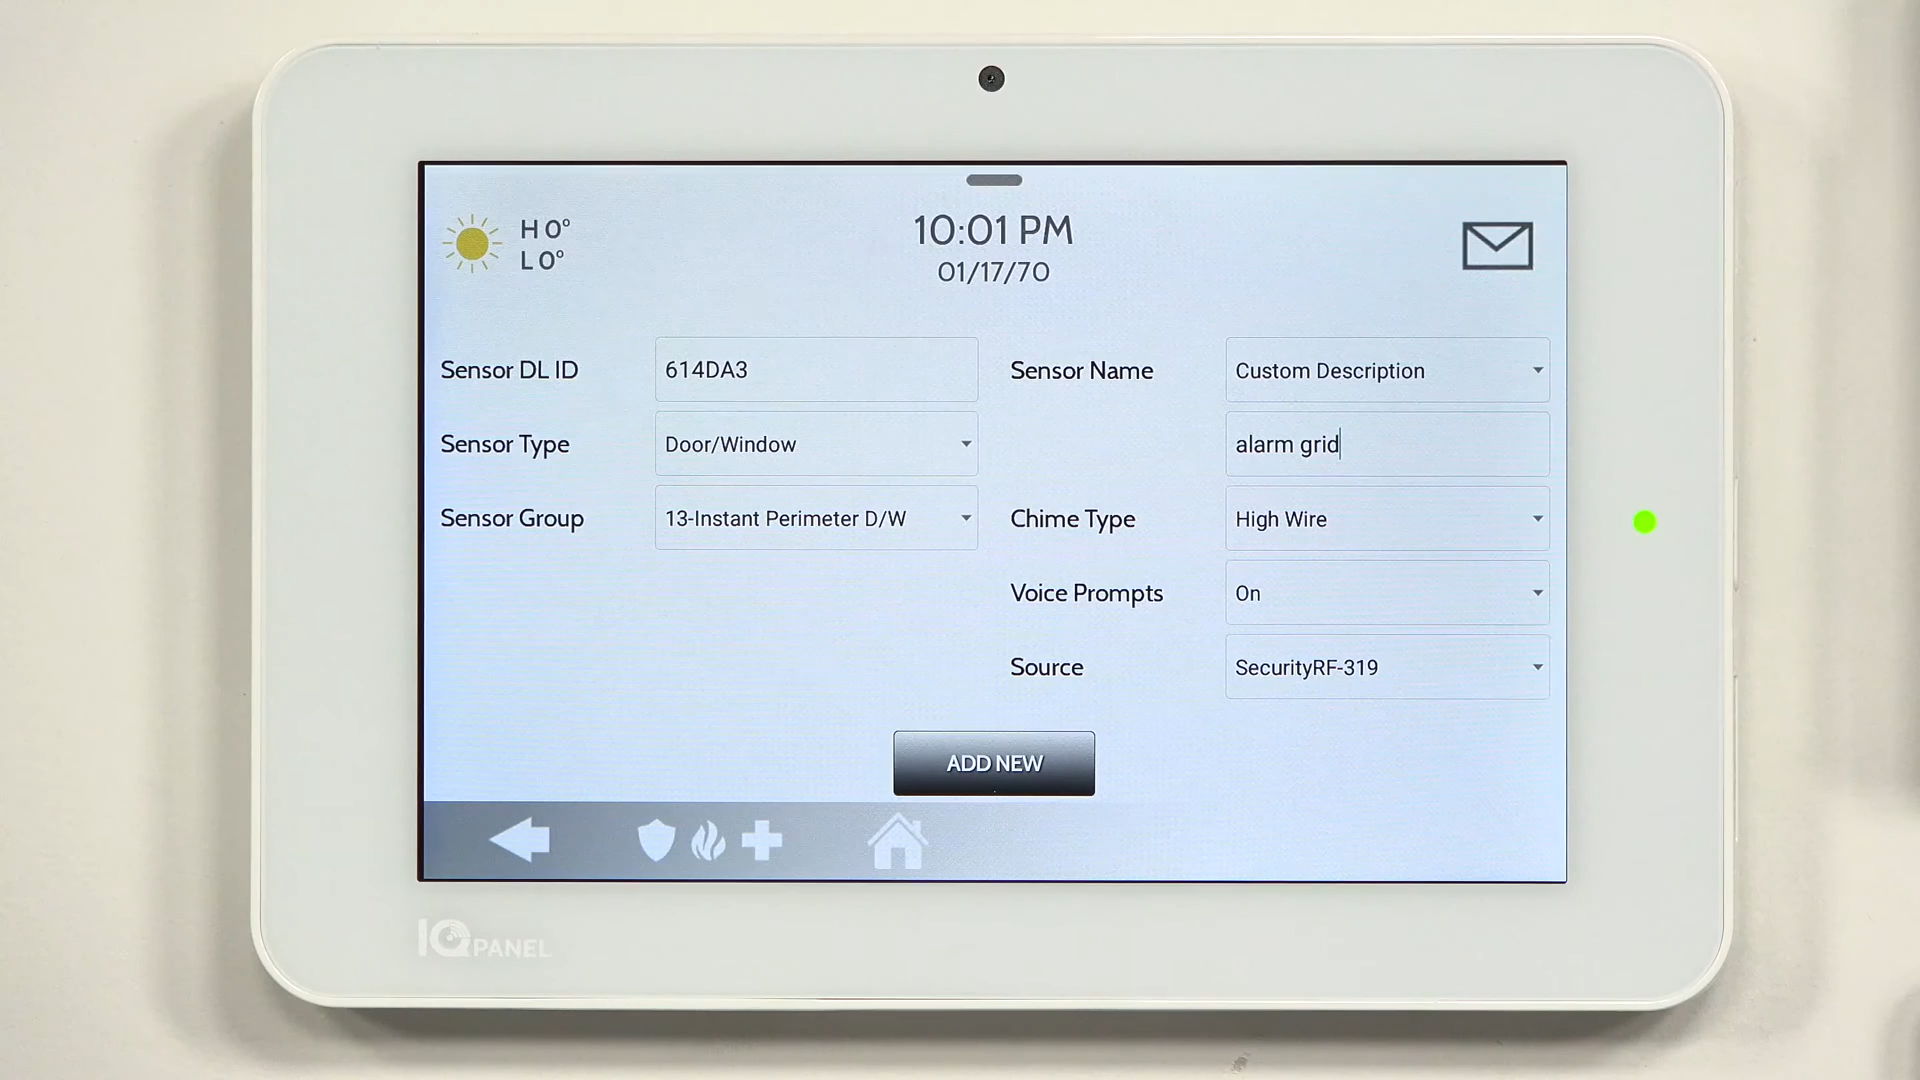 H 0°
L 0°
10:01 PM
01/17/70
Sensor DL ID
614DA3
Sensor Name
Custom Description
Sensor Type
Door/Window
alarm grid
Sensor Group
13-Instant Perimeter D/W
Chime Type
High Wire
Voice Prompts
On
Source
SecurityRF-319
ADD NEW
IQ PANEL